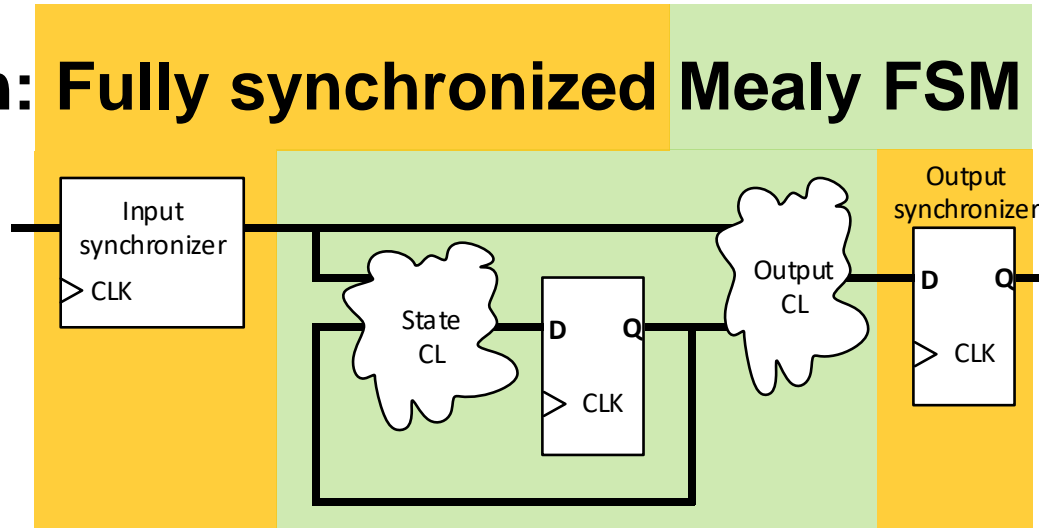 n: Fully synchronized Mealy FSM
Input
synchronizer
CLK
State
CL
D
Q
CLK
Output
CL
Output
synchronizer
D
Q
CLK